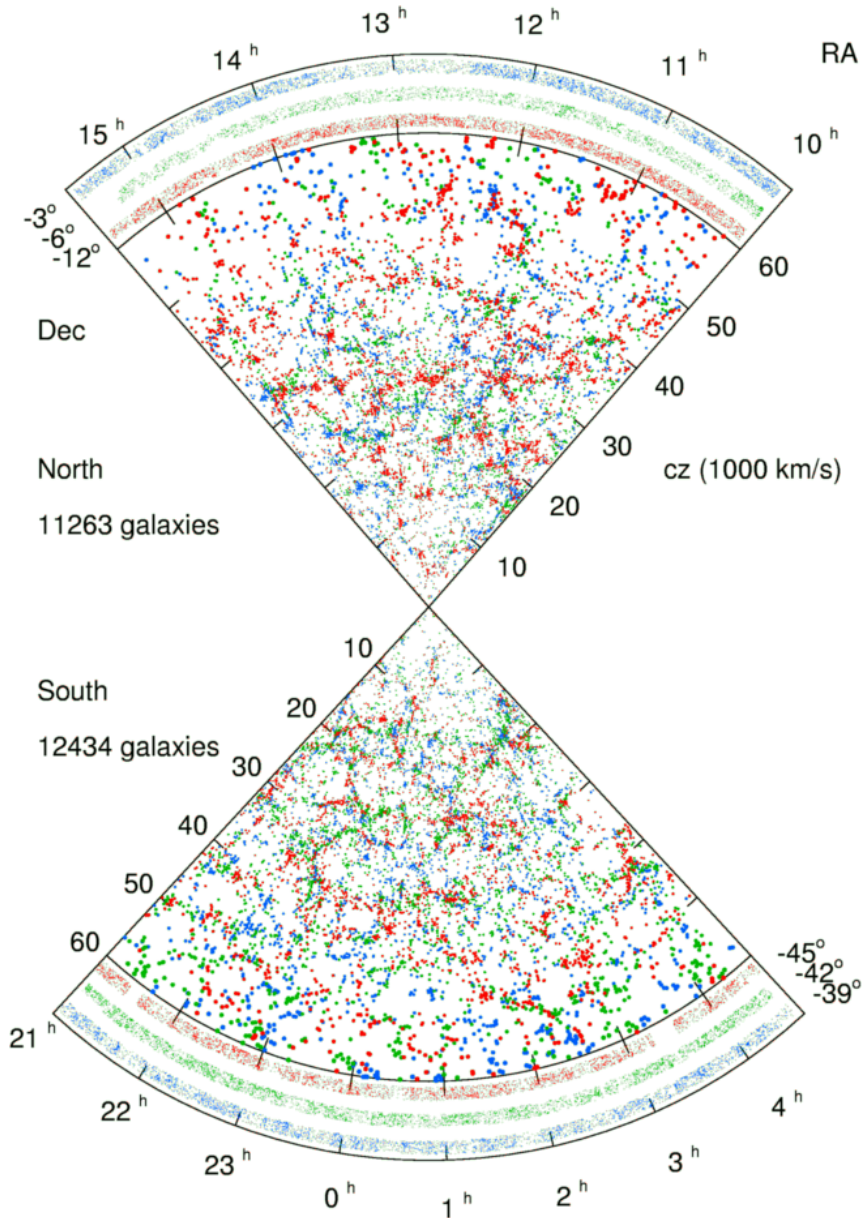 13 h
12 h
14 h
11 h
RA
15 h
10 h
-3°
-6°
-12°
60
Dec
50
40
30
North
cz (1000 km/s)
20
11263 galaxies
10
10
South
20
12434 galaxies
30
40
50
60
-45°
-42°
-39°
21 h
22 h
4 h
23 h
3 h
0 h
1 h
2 h